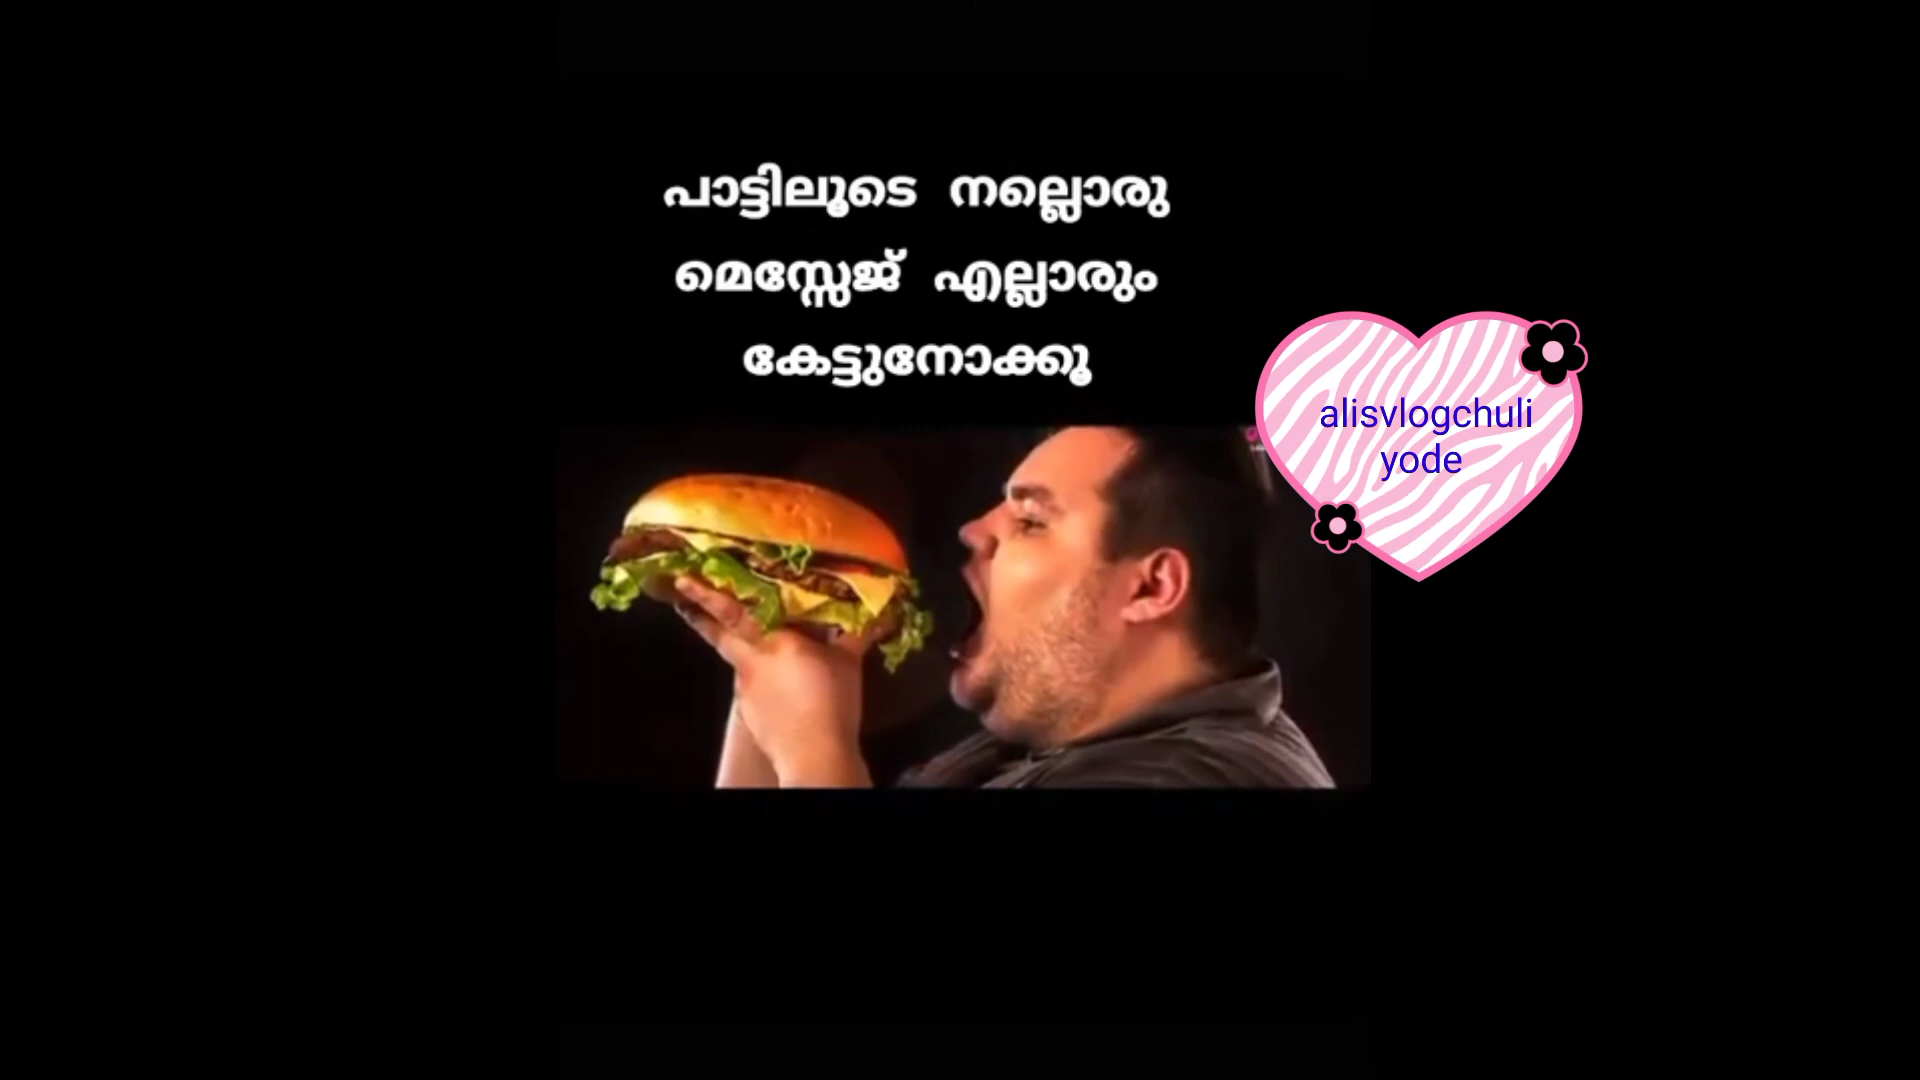 പാട്ടിലൂടെ നല്ലൊരു
മെസ്സേജ് എല്ലാരും
കേട്ടുനോക്കൂ
alisvlogchuli
yode